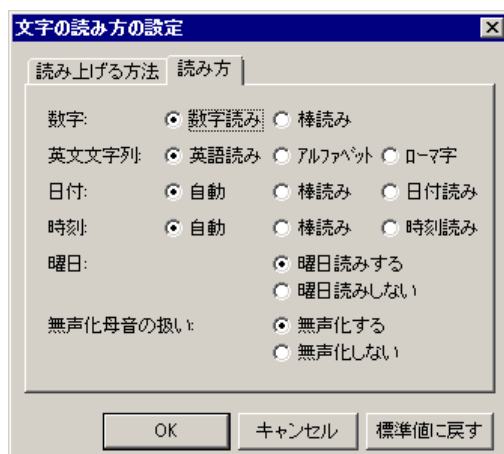 文字の読み方の設定
読み上げる方法 読み方
数字: 数字読み 棒読み
英文文字列: 英語読み アルファベット ローマ字
日付: 自動 棒読み 日付読み
時刻: 自動 棒読み 時刻読み
曜日: 曜日読みする
曜日読みしない
無声化母音の扱い: 無声化する
無声化しない
OK キャンセル 標準値に戻す